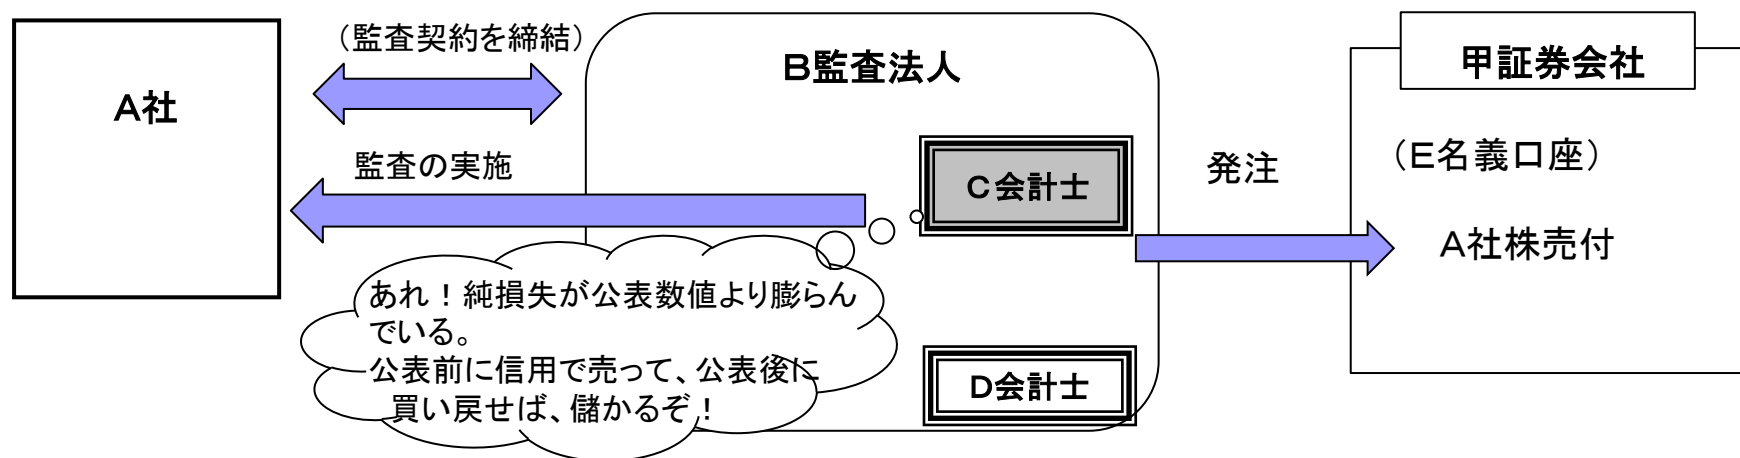 A社
(監査契約を締結)
監査の実施
B監査法人
C会計士
あれ!純損失が公表数値より膨らん
でいる。
公表前に信用で売って、公表後に
買い戻せば、儲かるぞ!
D会計士
発注
甲証券会社
(E名義口座)
A社株売付